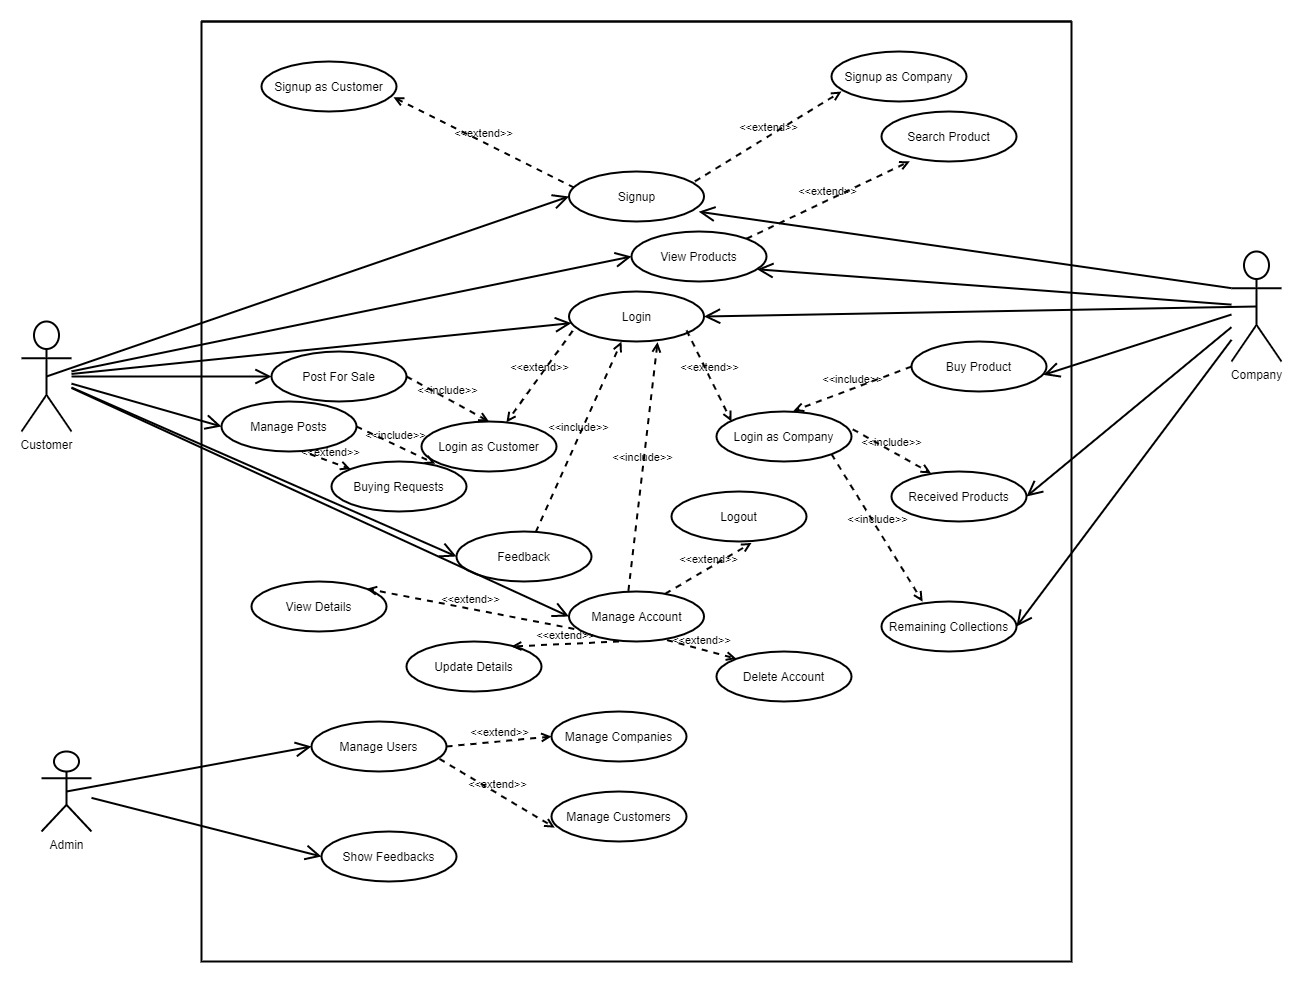 Signup as Company
Signup as Customer
<<extend>>
<<extend>>
Search Product
<<extend>>
Signup
View Products
Login
<<extend>>
<<extend>>
Buy Product
Company
Post For Sale
<<include>>
<<include>>
Customer
Manage Posts
<<include>>
<<extend>>
Login as Customer
<<include>>
Login as Company
<<include>>
<<extend>>
<<include>>
Buying Requests
Received Products
Logout
<<include>>
Feedback
<<extend>>
View Details
<<extend>>
Manage Account
Remaining Collections
<<extend>>
<<extend>>
Update Details
Delete Account
<<extend>>
Manage Companies
Manage Users
<<extend>>
Manage Customers
Admin
Show Feedbacks